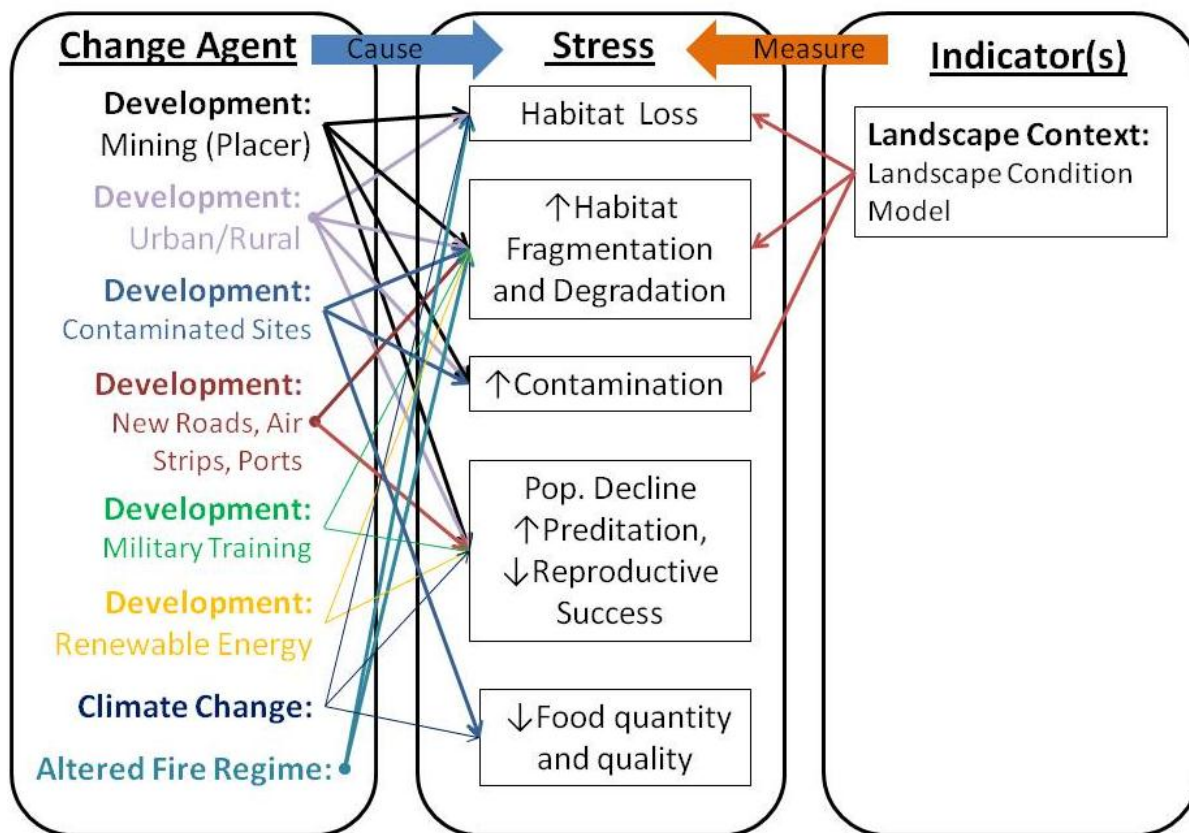 Change Agent
Cause
Stress
Measure
Indicator(s)
Development:
Mining (Placer)
Development:
Urban/Rural
Development:
Contaminated Sites
Development:
New Roads, Air
Strips, Ports
Development:
Military Training
Development:
Renewable Energy
Climate Change:
Altered Fire Regime:
Habitat Loss
↑Habitat
Fragmentation
and Degradation
↑Contamination
Pop. Decline
↑Preditation,
↓Reproductive
Success
↓Food quantity
and quality
Landscape Context:
Landscape Condition
Model